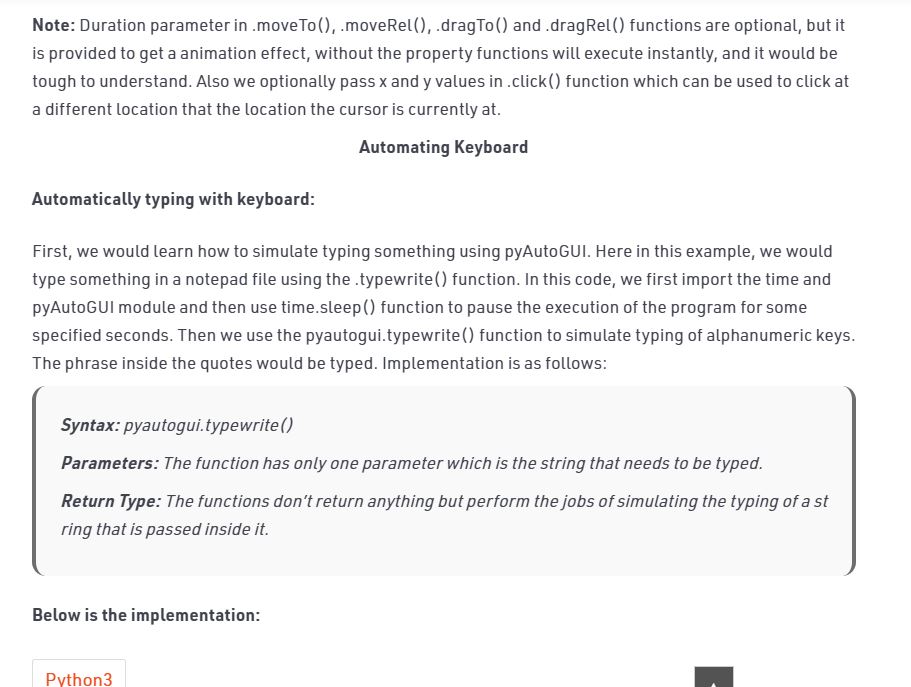 Note: Duration parameter in .moveTo(), .moveRel(), .dragTo() and .dragRel() functions are optional, but it
is provided to get a animation effect, without the property functions will execute instantly, and it would be
tough to understand. Also we optionally pass x and y values in .click() function which can be used to click at
a different location that the location the cursor is currently at.
Automating Keyboard
Automatically typing with keyboard:
First, we would learn how to simulate typing something using pyAutoGUI. Here in this example, we would
type something in a notepad file using the .typewrite() function. In this code, we first import the time and
pyAutoGUI module and then use time.sleep() function to pause the execution of the program for some
specified seconds. Then we use the pyautogui.typewrite() function to simulate typing of alphanumeric keys.
The phrase inside the quotes would be typed. Implementation is as follows:
Syntax: pyautogui.typewrite()
Parameters: The function has only one parameter which is the string that needs to be typed.
Return Type: The functions don't return anything but perform the jobs of simulating the typing of a st
ring that is passed inside it.
Below is the implementation:
Python3